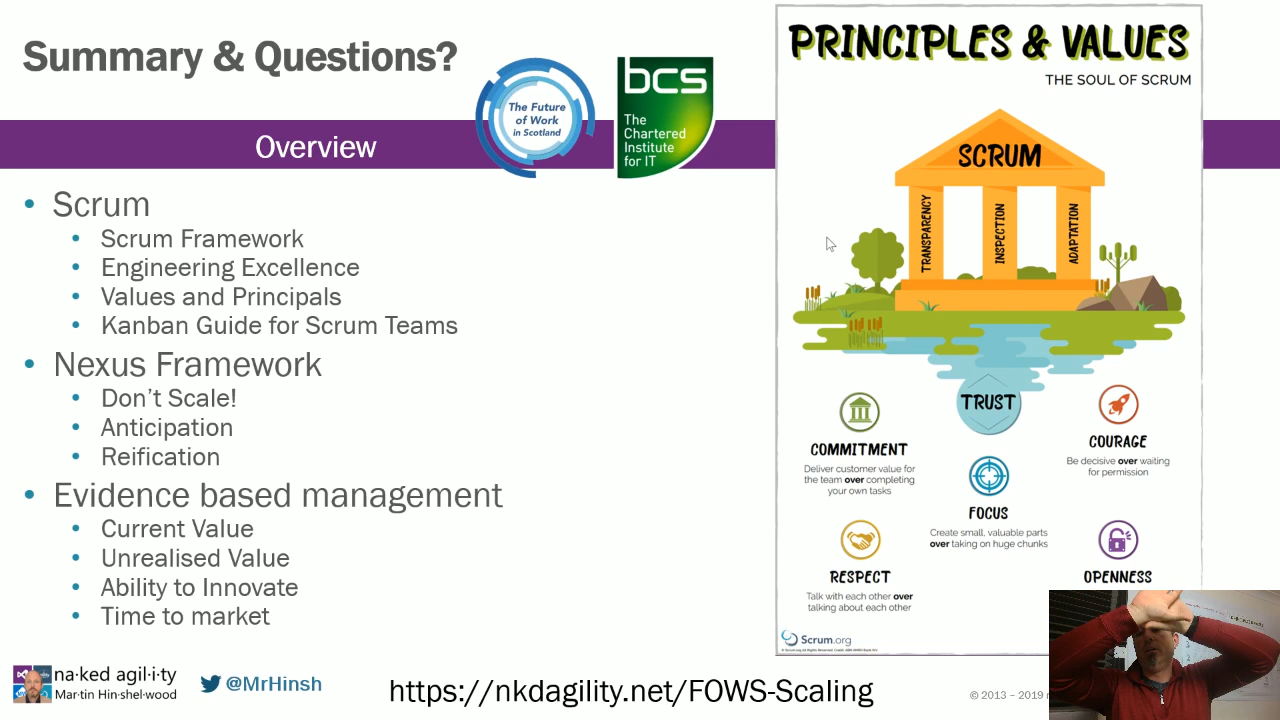 Summary & Questions?
The Future
of Work
in Scotland
bcs
The
Chartered
Institute
for IT
Overview
• Scrum
• Scrum Framework
• Engineering Excellence
• Values and Principals
• Kanban Guide for Scrum Teams
• Nexus Framework
• Don't Scale!
• Anticipation
• Reification
• Evidence based management
• Current Value
• Unrealised Value
• Ability to Innovate
• Time to market
PRINCIPLES & VALUES
THE SOUL OF SCRUM
SCRUM
TRANSPARENCY
INSPECTION
ADAPTATION
TRUST
COMMITMENT
Deliver customer value for
the team over completing
your own tasks
COURAGE
Be decisive over waiting
for permission
FOCUS
Create small, valuable parts
over taking on huge chunks
RESPECT
Talk with each other over
talking about each other
OPENNESS
Scrum.org
na·ked agil·i·ty
Mar·tin Hin·shel·wood
@MrHinsh
https://nkdagility.net/FOWS-Scaling
© 2013 – 2019